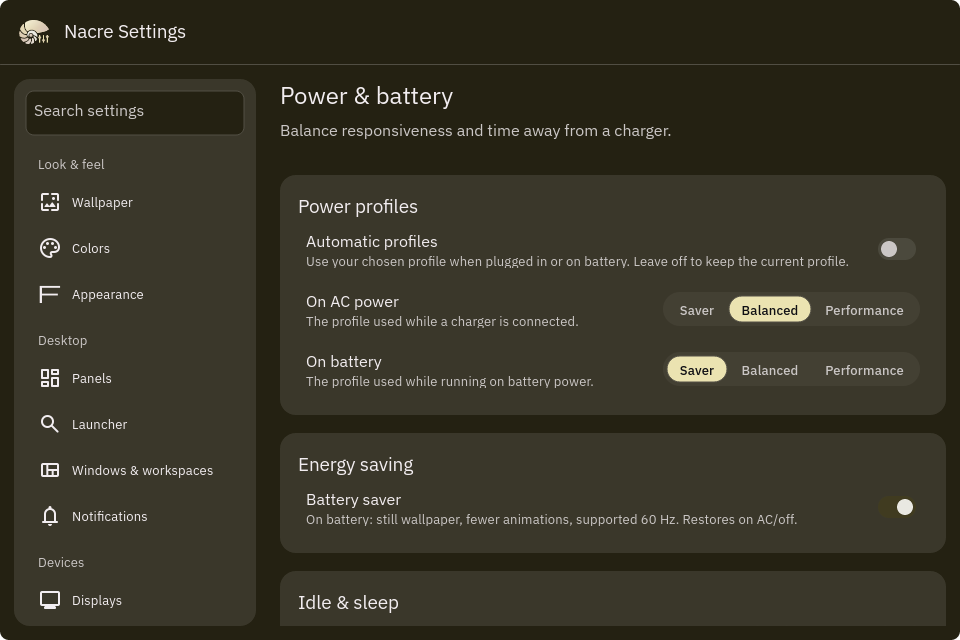 Nacre Settings
Search settings
Look & feel
Wallpaper
Colors
Appearance
Desktop
Panels
Launcher
Windows & workspaces
Notifications
Devices
Displays
Power & battery
Balance responsiveness and time away from a charger.
Power profiles
Automatic profiles
Use your chosen profile when plugged in or on battery. Leave off to keep the current profile.
On AC power
The profile used while a charger is connected.
Saver Balanced Performance
On battery
The profile used while running on battery power.
Saver Balanced Performance
Energy saving
Battery saver
On battery: still wallpaper, fewer animations, supported 60 Hz. Restores on AC/off.
Idle & sleep